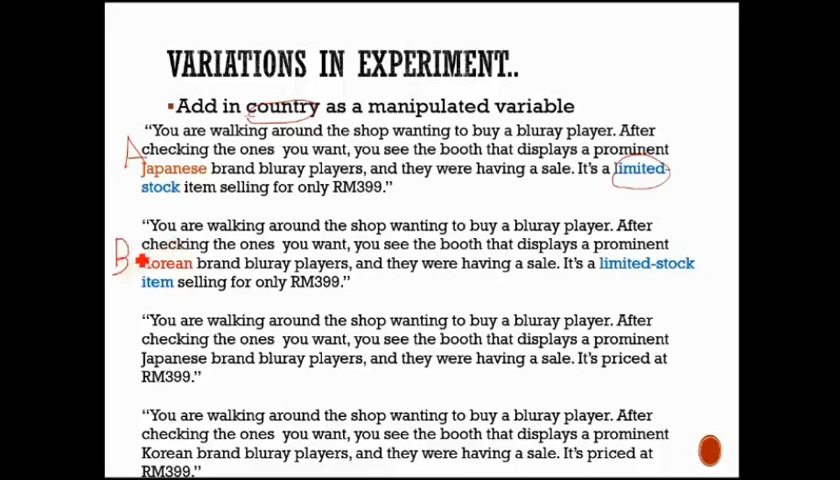 VARIATIONS IN EXPERIMENT..
▪Add in country as a manipulated variable
"You are walking around the shop wanting to buy a bluray player. After
A checking the ones you want, you see the booth that displays a prominent
Japanese brand bluray players, and they were having a sale. It's a limited-
stock item selling for only RM399."
"You are walking around the shop wanting to buy a bluray player. After
checking the ones you want, you see the booth that displays a prominent
B Korean brand bluray players, and they were having a sale. It's a limited-stock
item selling for only RM399."
"You are walking around the shop wanting to buy a bluray player. After
checking the ones you want, you see the booth that displays a prominent
Japanese brand bluray players, and they were having a sale. It's priced at
RM399."
"You are walking around the shop wanting to buy a bluray player. After
checking the ones you want, you see the booth that displays a prominent
Korean brand bluray players, and they were having a sale. It's priced at
RM399."